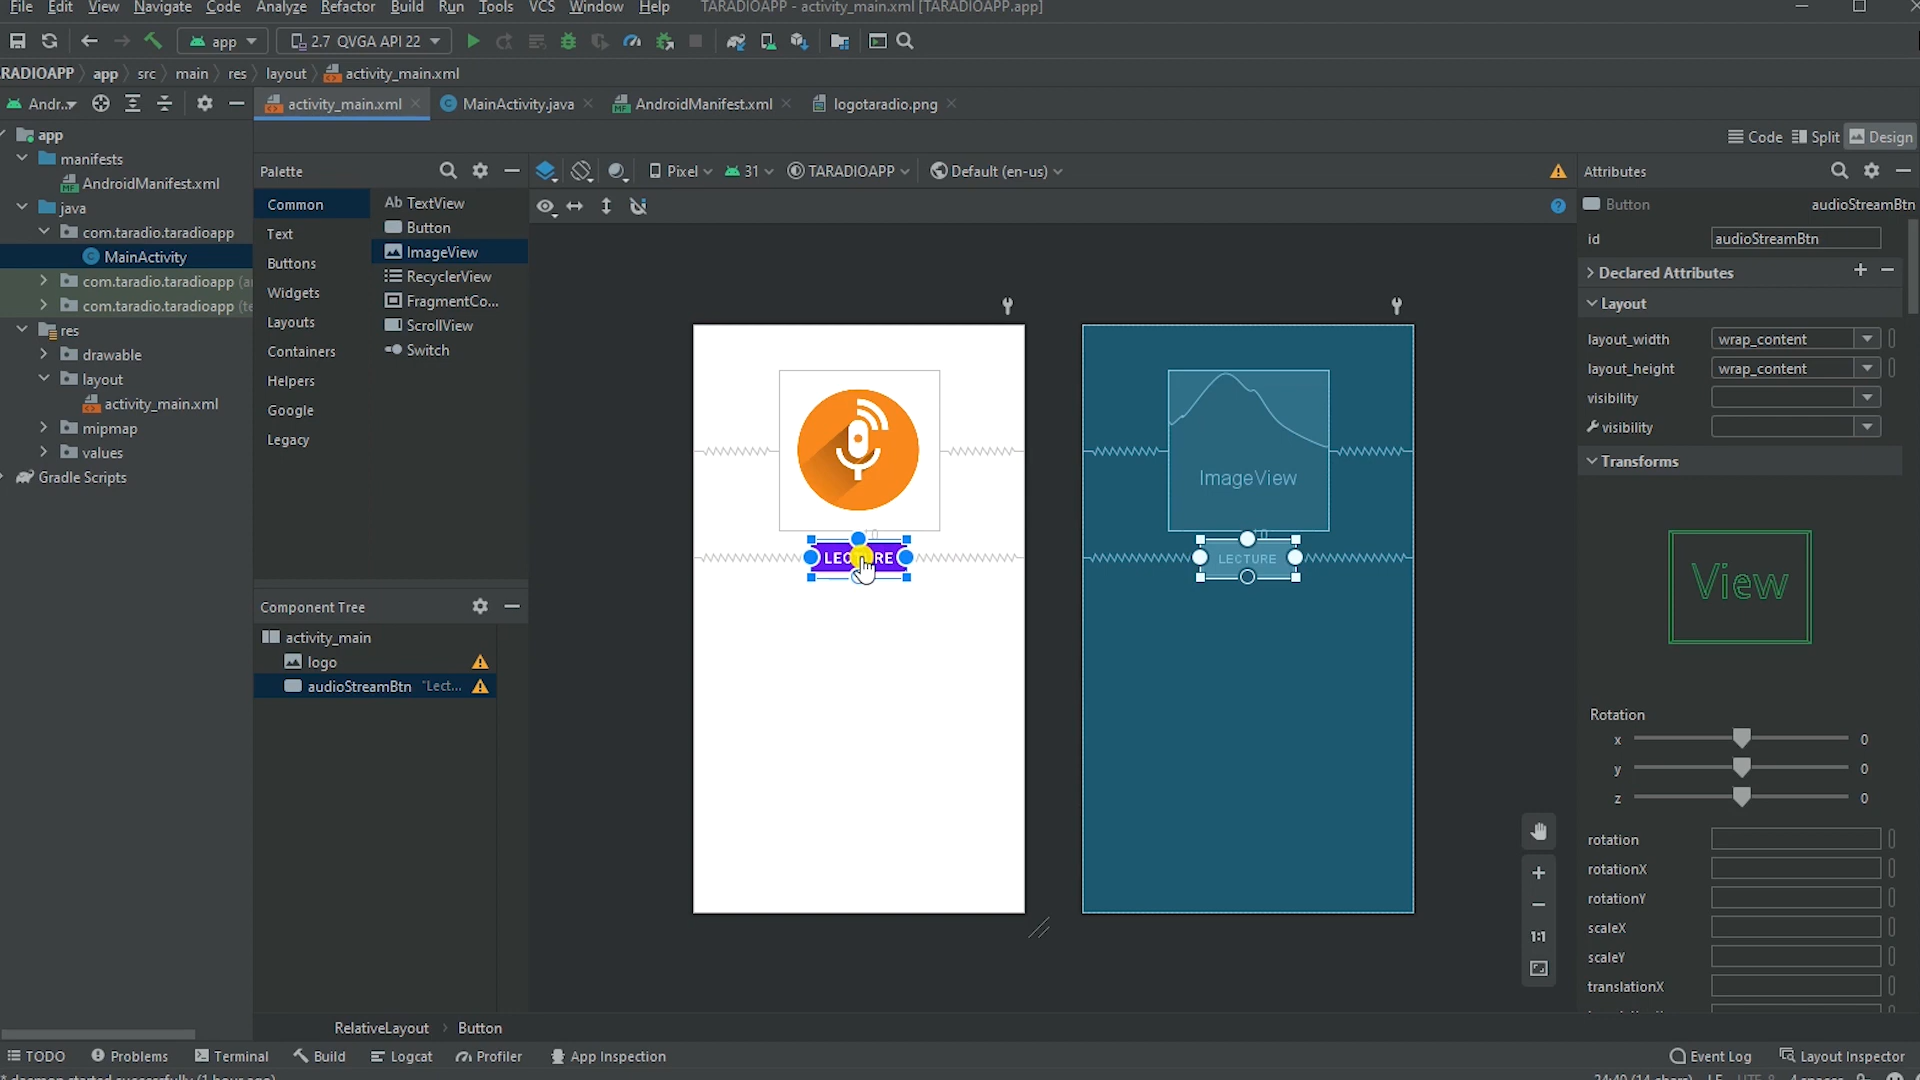 File Edit View Navigate Code Analyze Refactor Build Run Tools VCS Window Help TARADIOAPP - activity_main.xml [TARADIOAPP.app]
app 2.7 QVGA API 22
RADIOAPP app src main res layout activity_main.xml
Andr.. activity_main.xml MainActivity.java AndroidManifest.xml logotaradio.png
Code Split Design
app
manifests
AndroidManifest.xml
java
com.taradio.taradioapp
MainActivity
com.taradio.taradioapp (a
com.taradio.taradioapp (te
res
drawable
layout
activity_main.xml
mipmap
values
Gradle Scripts
Palette
Common
Text
Buttons
Widgets
Layouts
Containers
Helpers
Google
Legacy
Ab TextView
Button
ImageView
RecyclerView
FragmentCo...
ScrollView
Switch
Component Tree
activity_main
logo
audioStreamBtn "Lect...
Pixel 31 TARADIOAPP Default (en-us)
ImageView
LECTURE
1:1
Attributes
Button audioStreamBtn
id audioStreamBtn
Declared Attributes
Layout
layout_width wrap_content
layout_height wrap_content
visibility
visibility
Transforms
View
Rotation
x 0
y 0
z 0
rotation
rotationX
rotationY
scaleX
scaleY
translationX
RelativeLayout Button
TODO Problems Terminal Build Logcat Profiler App Inspection Event Log Layout Inspector